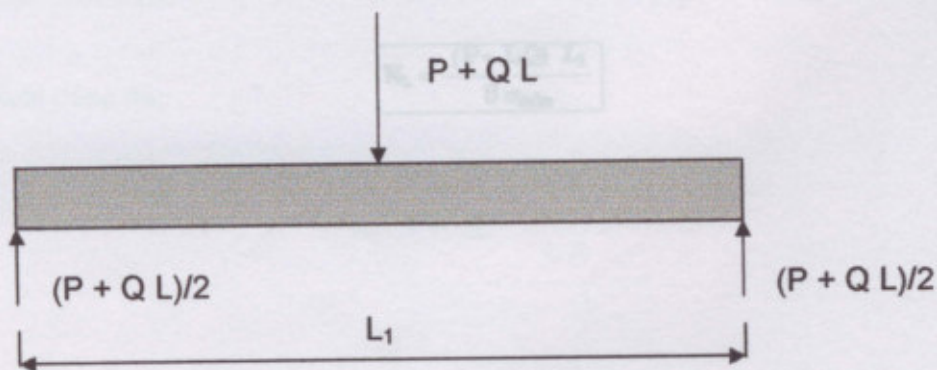 P + Q L
(P + Q L)/2
(P + Q L)/2
L₁